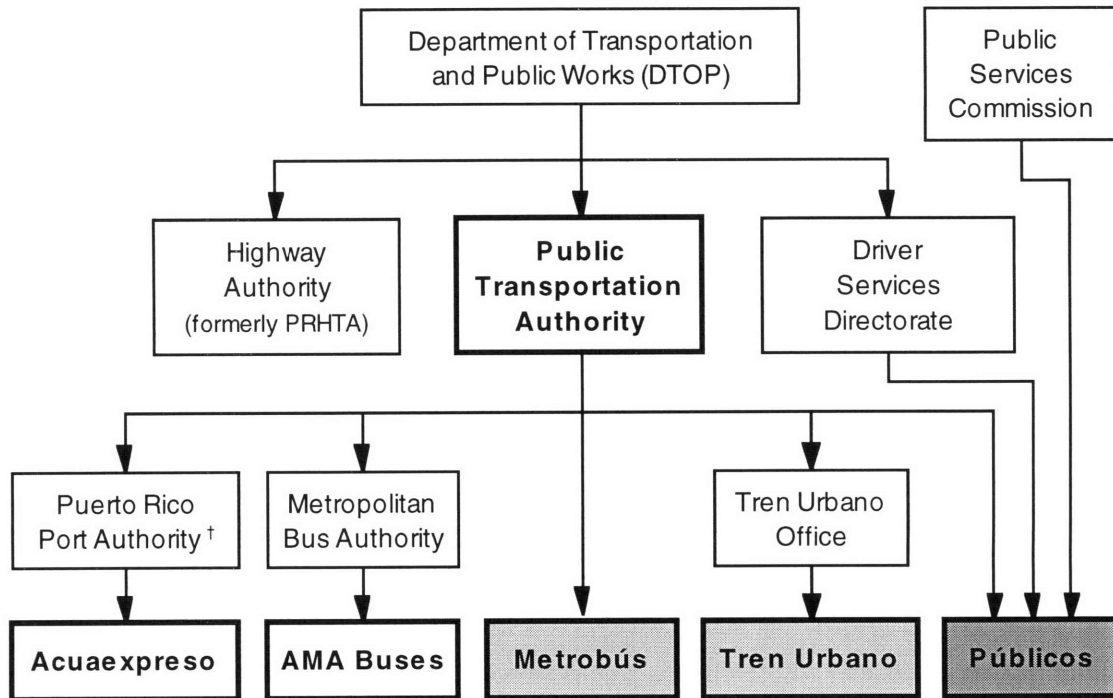 Department of Transportation
and Public Works (DTOP)
Public
Services
Commission
Highway
Authority
(formerly PRHTA)
Public
Transportation
Authority
Driver
Services
Directorate
Puerto Rico
Port Authority †
Metropolitan
Bus Authority
Tren Urbano
Office
Acuaexpreso
AMA Buses
Metrobús
Tren Urbano
Públicos